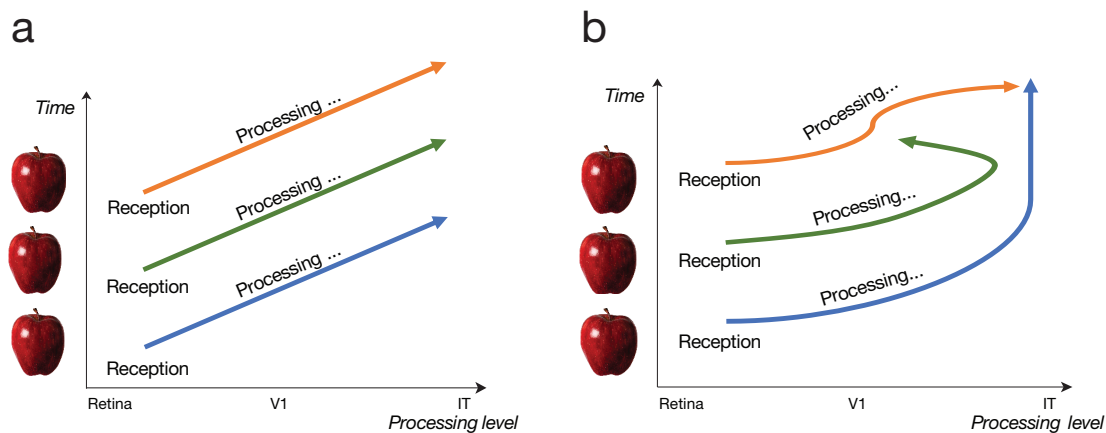 a
Time
Processing ...
Processing ...
Reception
Processing ...
Reception
Reception
Retina V1 IT
Processing level
b
Time
Processing...
Reception
Processing...
Reception
Processing...
Reception
Retina V1 IT
Processing level